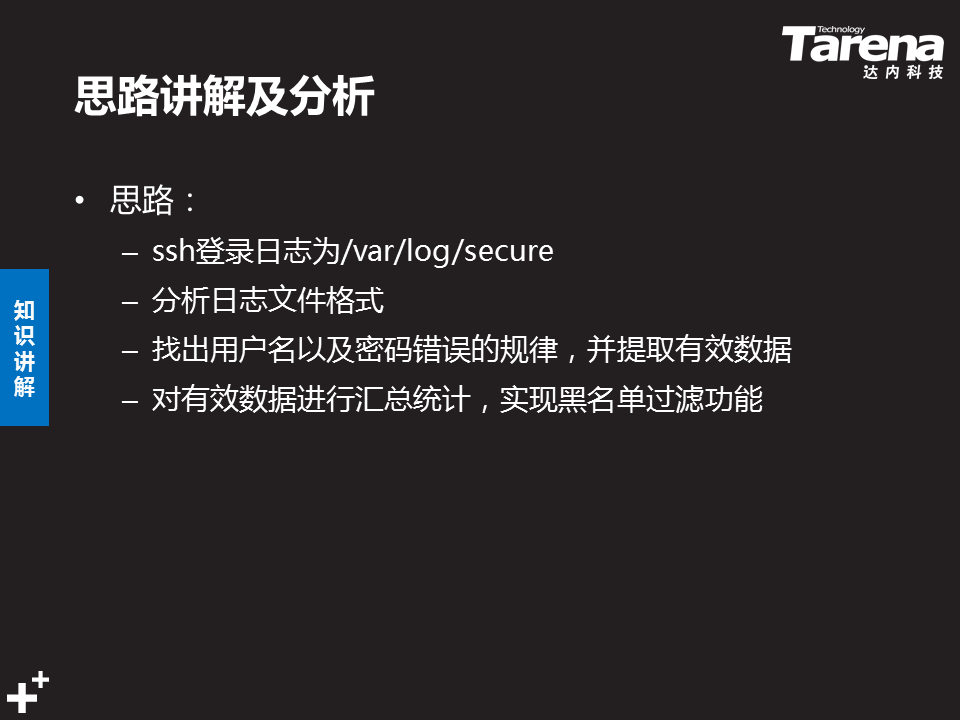 Technology
Tarena
达内科技
思路讲解及分析
• 思路：
– ssh登录日志为/var/log/secure
– 分析日志文件格式
– 找出用户名以及密码错误的规律，并提取有效数据
– 对有效数据进行汇总统计，实现黑名单过滤功能
知
识
讲
解